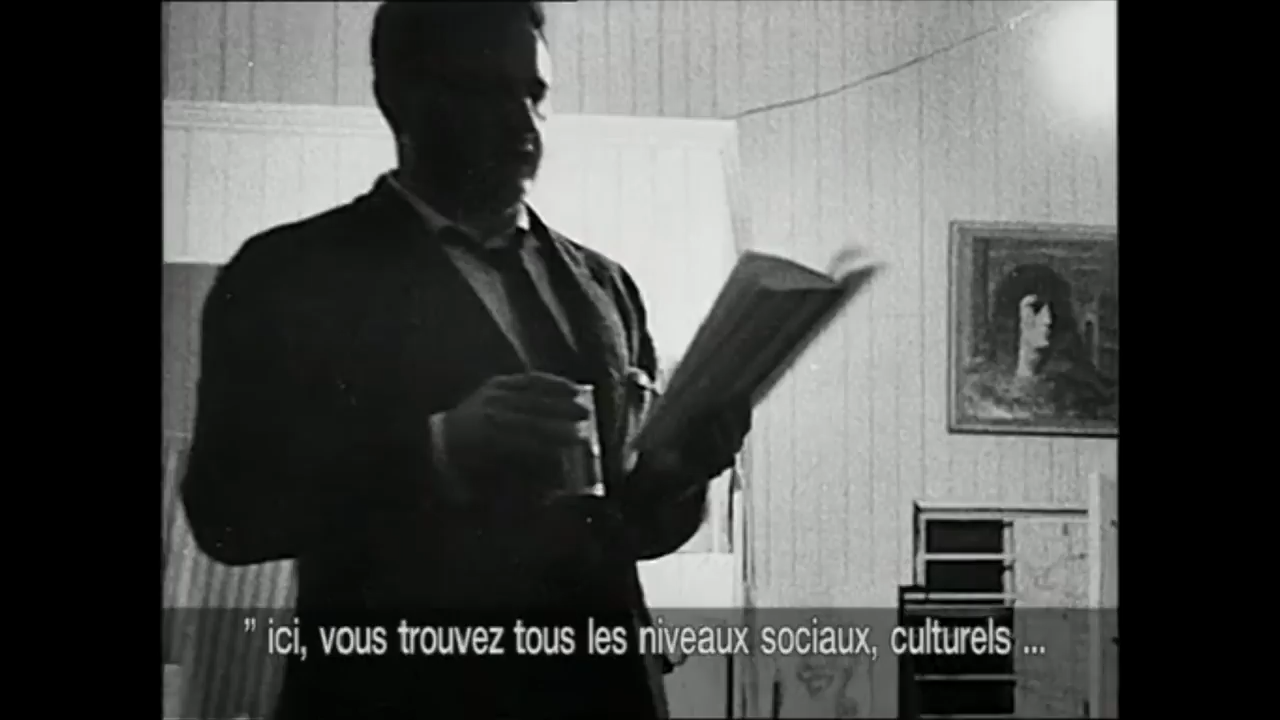 ” ici, vous trouvez tous les niveaux sociaux, culturels ...